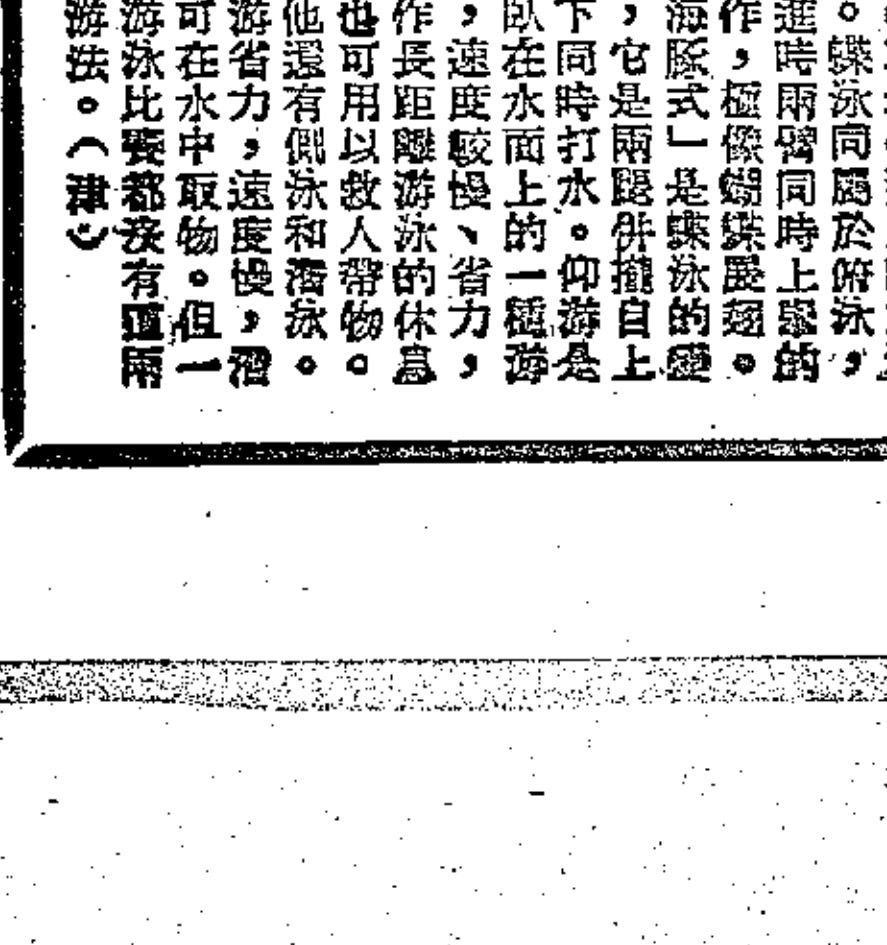 。蝶泳同屬於俯泳，
進時兩臂同時上舉的
作，極像蝴蝶展翅。
海豚式」是蝶泳的變
，它是兩腿併攏自上
下同時打水。仰游是
臥在水面上的一種游
，速度較慢、省力，
作長距離游泳的休息
也可用以救人帶物。
他還有側泳和潛泳。
游省力，速度慢，潛
可在水中取物。但一
游泳比賽都沒有這兩
游法。（津）